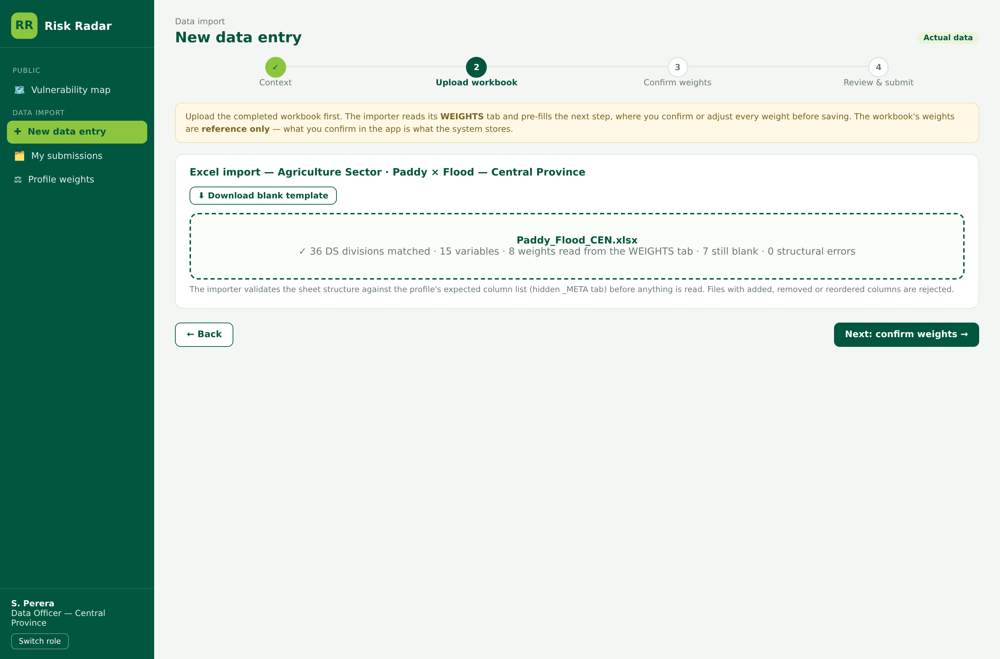 RR Risk Radar
PUBLIC
Vulnerability map
DATA IMPORT
New data entry
My submissions
Profile weights
S. Perera
Data Officer — Central
Province
Switch role
Data import
New data entry
Actual data
✓ 2 3 4
Context Upload workbook Confirm weights Review & submit
Upload the completed workbook first. The importer reads its WEIGHTS tab and pre-fills the next step, where you confirm or adjust every weight before saving. The workbook's weights
are reference only — what you confirm in the app is what the system stores.
Excel import — Agriculture Sector · Paddy × Flood — Central Province
⬇ Download blank template
Paddy_Flood_CEN.xlsx
✓ 36 DS divisions matched · 15 variables · 8 weights read from the WEIGHTS tab · 7 still blank · 0 structural errors
The importer validates the sheet structure against the profile's expected column list (hidden _META tab) before anything is read. Files with added, removed or reordered columns are rejected.
← Back
Next: confirm weights →